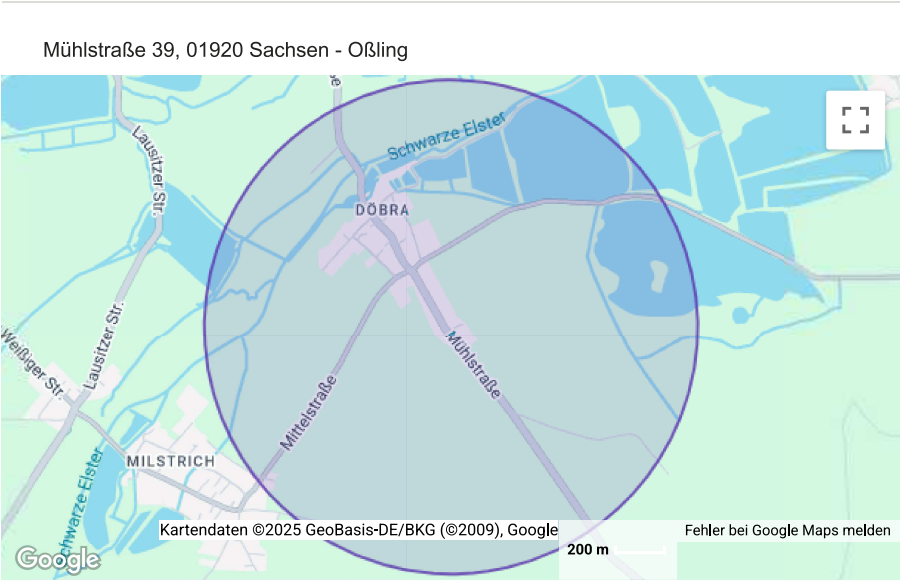 Mühlstraße 39, 01920 Sachsen - Oßling
Schwarze Elster
Lausitzer Str.
DÖBRA
Lausitzer Str.
Weißiger Str.
Mühlstraße
Mittelstraße
MILSTRICH
Schwarze Elster
Kartendaten ©2025 GeoBasis-DE/BKG (©2009), Google
Fehler bei Google Maps melden
200 m
Google